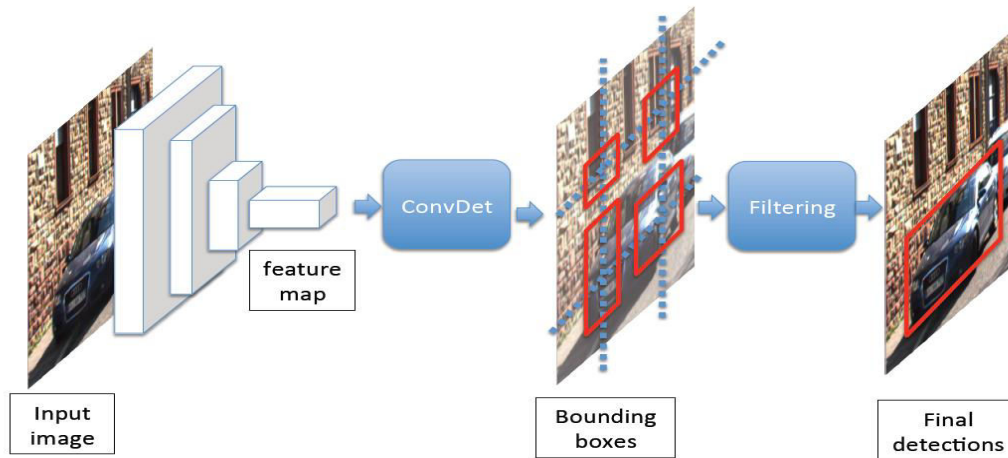 Input
image
feature
map
ConvDet
Bounding
boxes
Filtering
Final
detections